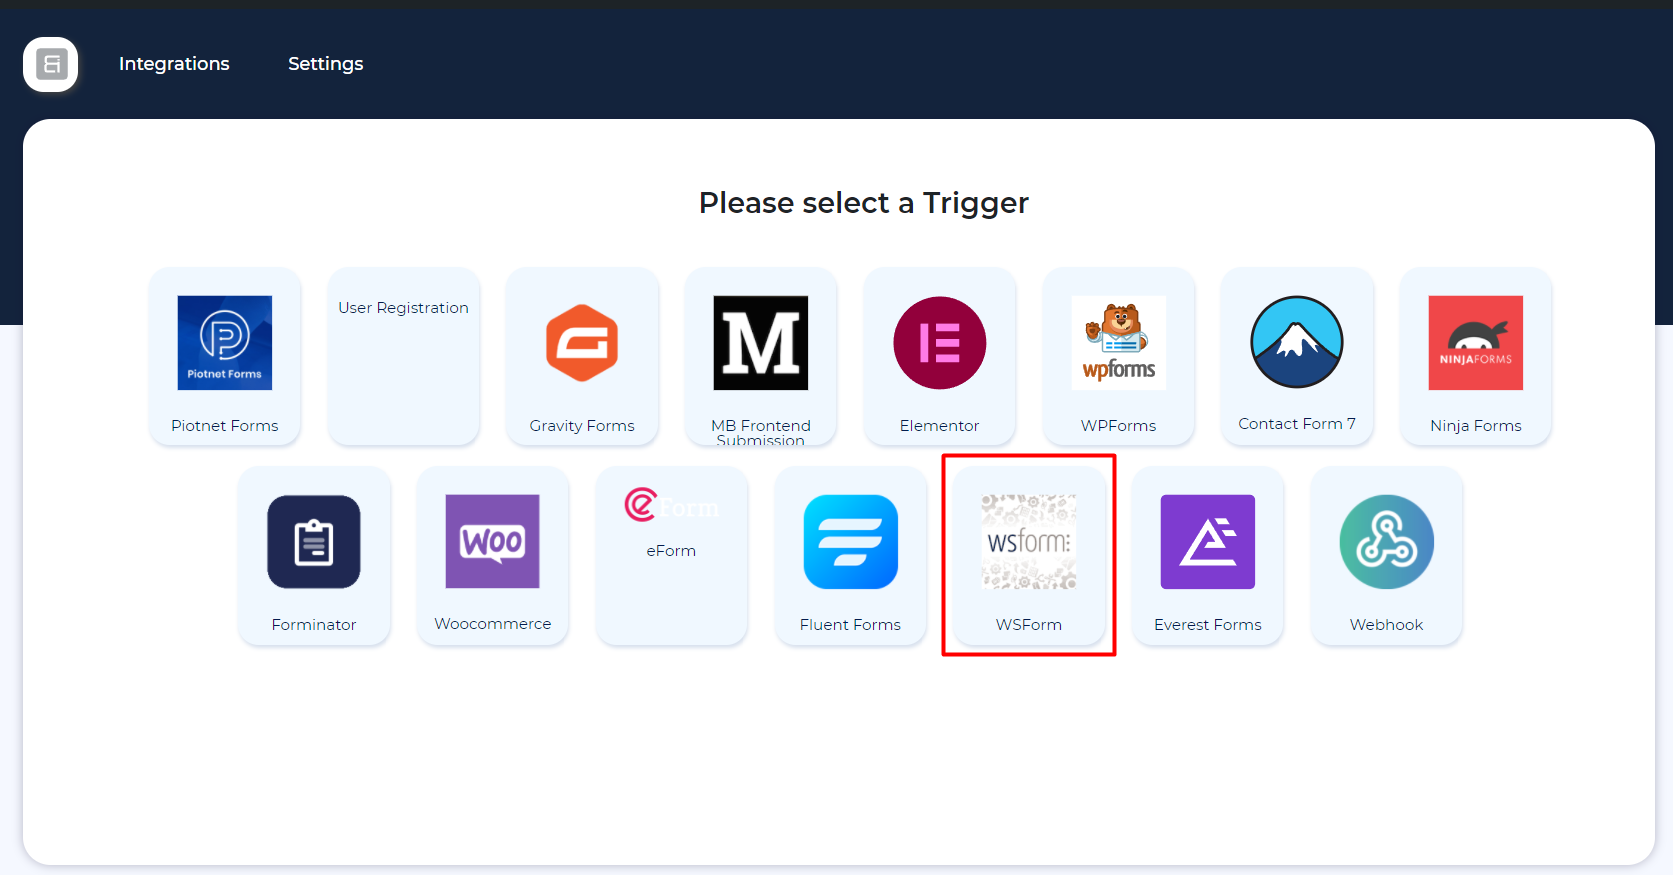 Integrations
Settings
Please select a Trigger
Piotnet Forms
Piotnet Forms
User Registration
Gravity Forms
M
MB Frontend
Submission
Elementor
wpforms
WPForms
Contact Form 7
NINJAFORMS
Ninja Forms
Forminator
WOO
Woocommerce
eForm
eForm
Fluent Forms
wsform
WSForm
Everest Forms
Webhook